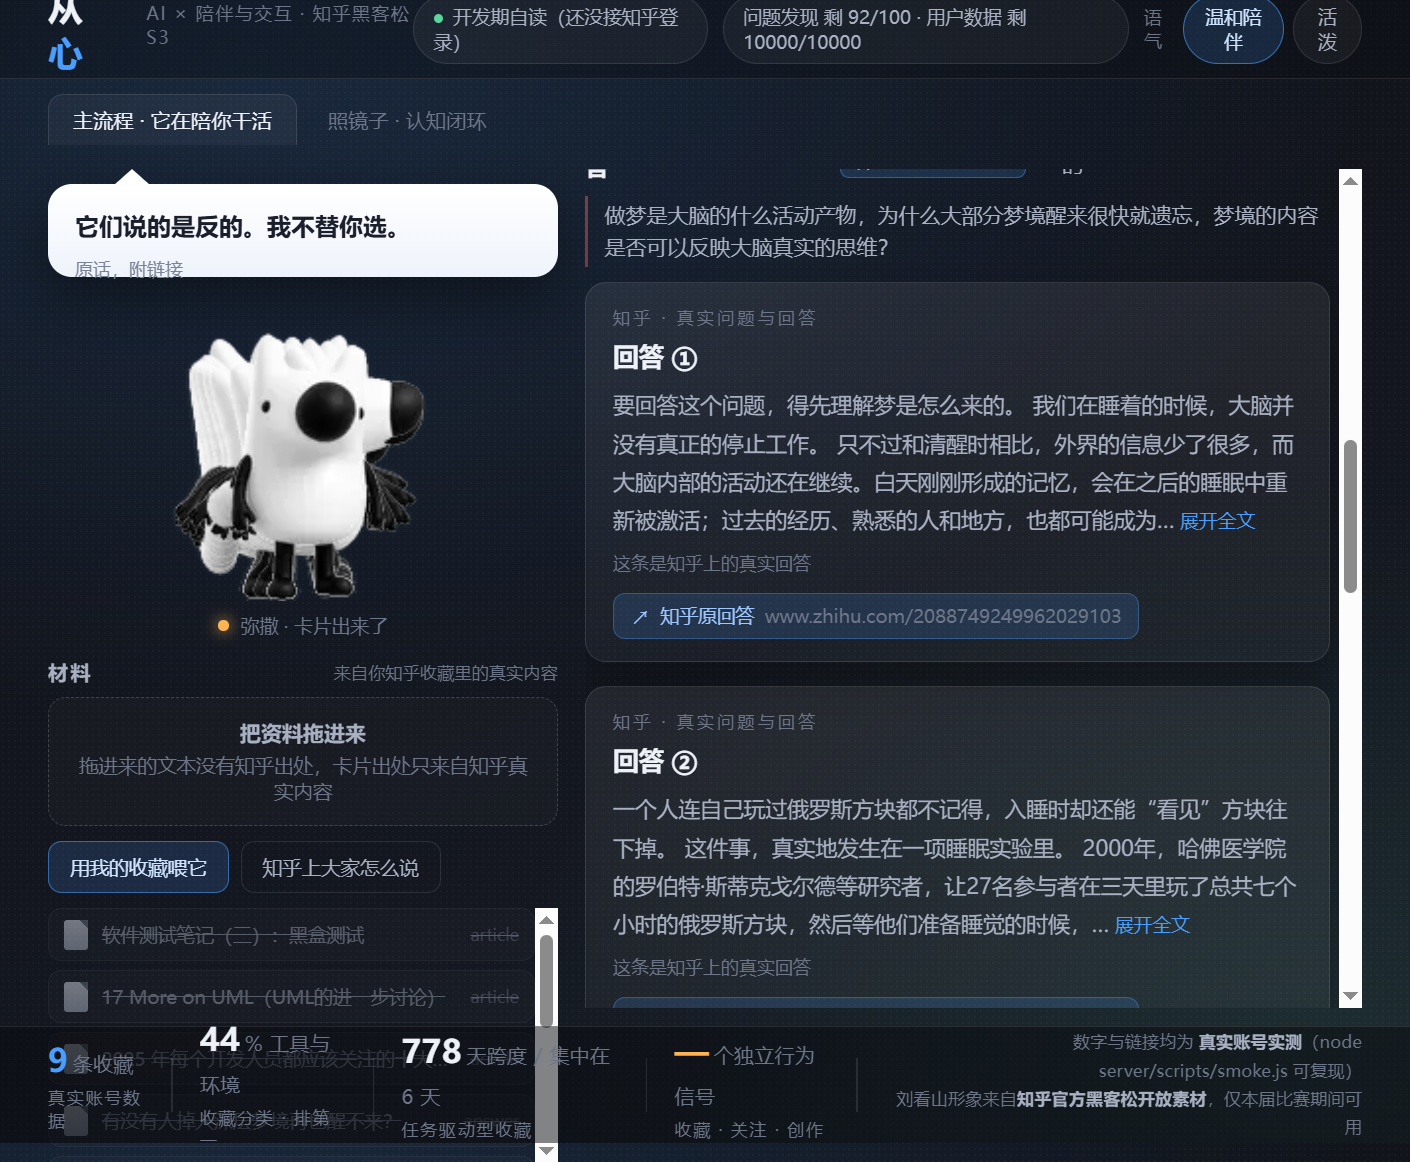 从
心
AI × 陪伴与交互 · 知乎黑客松
S3
开发期自读（还没接知乎登
录）
问题发现 剩 92/100 · 用户数据 剩
10000/10000
语
气
温和陪
伴
活
泼
主流程 · 它在陪你干活
照镜子 · 认知闭环
它们说的是反的。我不替你选。
原话，附链接
弥撒 · 卡片出来了
材料
来自你知乎收藏里的真实内容
把资料拖进来
拖进来的文本没有知乎出处，卡片出处只来自知乎真
实内容
用我的收藏喂它
知乎上大家怎么说
软件测试笔记（二）：黑盒测试
article
17 More on UML（UML的进一步讨论）
article
做梦是大脑的什么活动产物，为什么大部分梦境醒来很快就遗忘，梦境的内容
是否可以反映大脑真实的思维？
知乎 · 真实问题与回答
回答 ①
要回答这个问题，得先理解梦是怎么来的。 我们在睡着的时候，大脑并
没有真正的停止工作。 只不过和清醒时相比，外界的信息少了很多，而
大脑内部的活动还在继续。白天刚刚形成的记忆，会在之后的睡眠中重
新被激活；过去的经历、熟悉的人和地方，也都可能成为... 展开全文
这条是知乎上的真实回答
↗ 知乎原回答 www.zhihu.com/2088749249962029103
知乎 · 真实问题与回答
回答 ②
一个人连自己玩过俄罗斯方块都不记得，入睡时却还能“看见”方块往
下掉。 这件事，真实地发生在一项睡眠实验里。 2000年，哈佛医学院
的罗伯特·斯蒂克戈尔德等研究者，让27名参与者在三天里玩了总共七个
小时的俄罗斯方块，然后等他们准备睡觉的时候，... 展开全文
这条是知乎上的真实回答
9 条收藏
真实账号数
据
44 % 工具与
环境
收藏分类 · 排第
778 天跨度 / 集中在
6 天
任务驱动型收藏
— 个独立行为
信号
收藏 · 关注 · 创作
数字与链接均为 真实账号实测（node
server/scripts/smoke.js 可复现）
刘看山形象来自知乎官方黑客松开放素材，仅本届比赛期间可
用